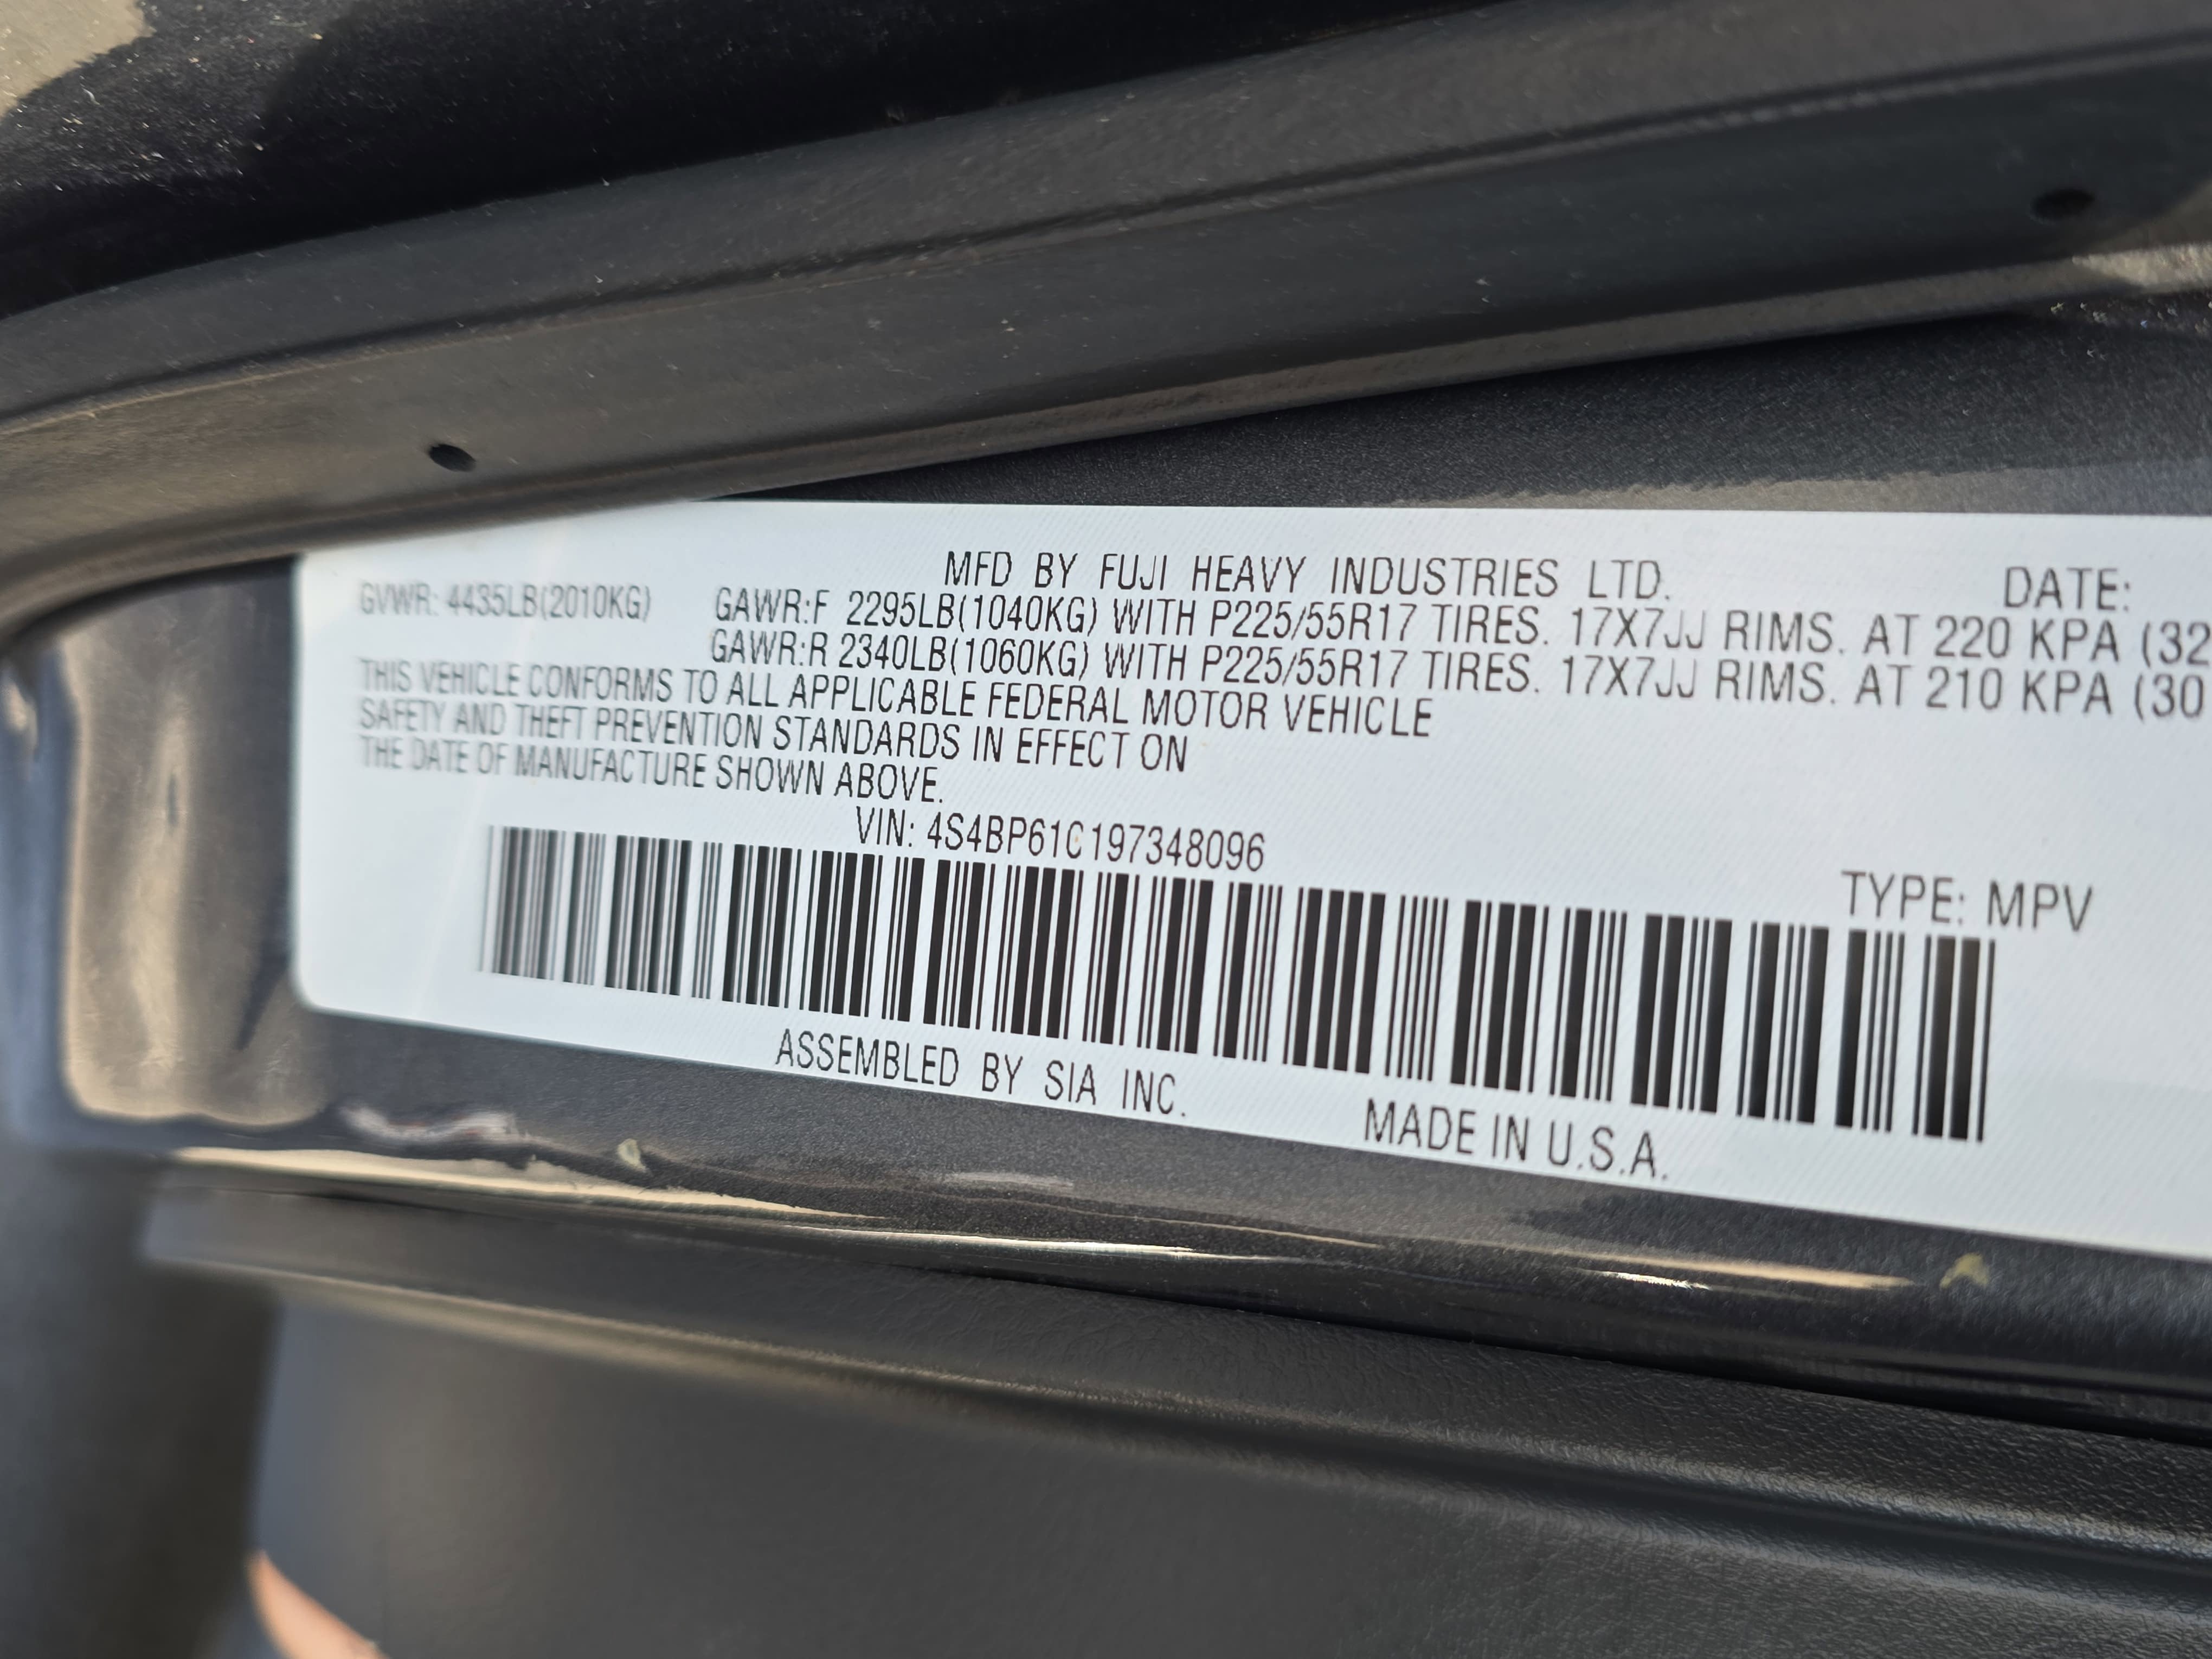 MFD BY FUJI HEAVY INDUSTRIES LTD. DATE:
GVWR: 4435LB(2010KG) GAWR:F 2295LB(1040KG) WITH P225/55R17 TIRES. 17X7JJ RIMS. AT 220 KPA (32
GAWR:R 2340LB(1060KG) WITH P225/55R17 TIRES. 17X7JJ RIMS. AT 210 KPA (30
THIS VEHICLE CONFORMS TO ALL APPLICABLE FEDERAL MOTOR VEHICLE
SAFETY AND THEFT PREVENTION STANDARDS IN EFFECT ON
THE DATE OF MANUFACTURE SHOWN ABOVE.
VIN: 4S4BP61C197348096
TYPE: MPV
ASSEMBLED BY SIA INC.
MADE IN U.S.A.